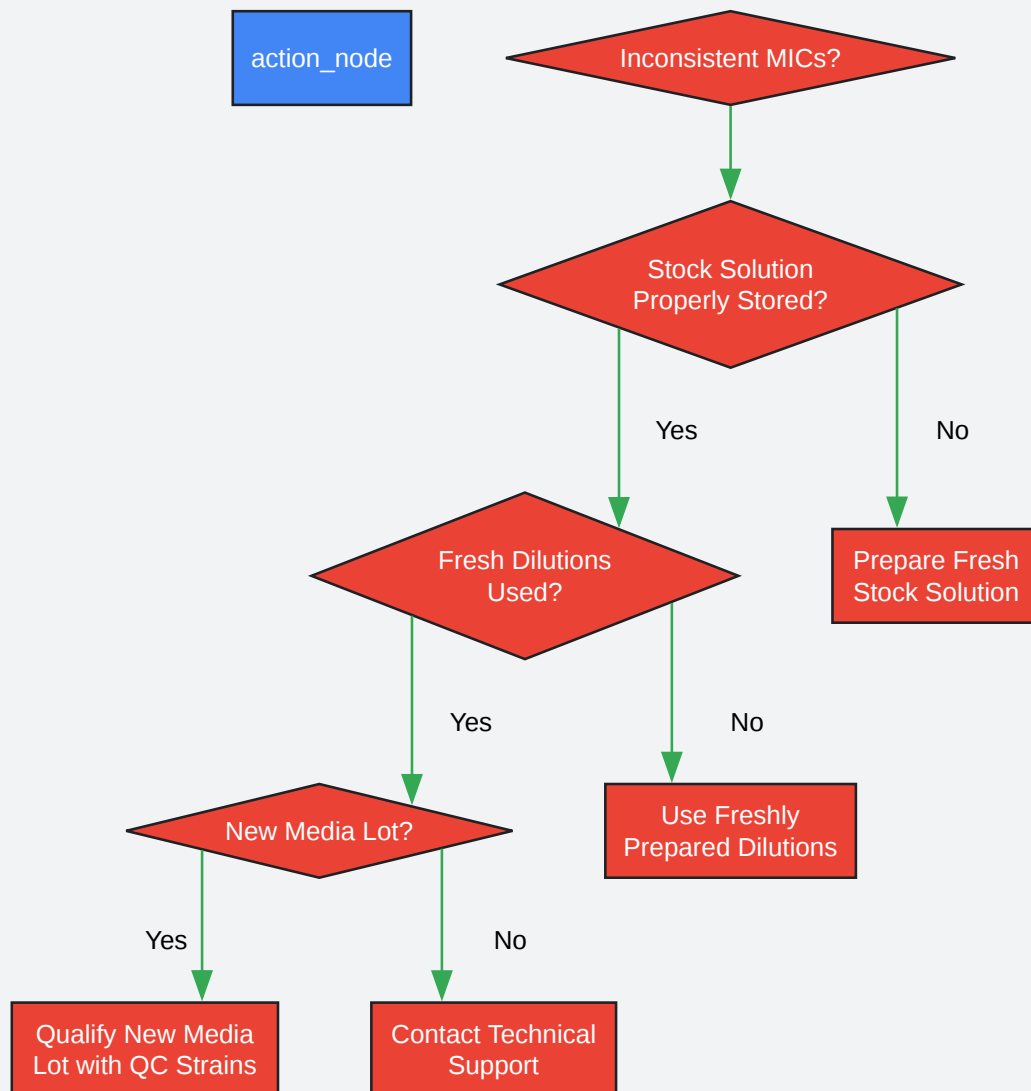 action_node
Inconsistent MICs?
Stock Solution
Properly Stored?
Yes
No
Fresh Dilutions
Used?
Prepare Fresh
Stock Solution
Yes
No
New Media Lot?
Use Freshly
Prepared Dilutions
Yes
No
Qualify New Media
Lot with QC Strains
Contact Technical
Support